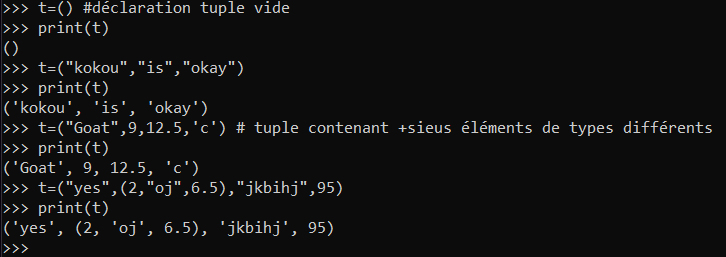 >>> t=() #déclaration tuple vide
>>> print(t)
()
>>> t=("kokou","is","okay")
>>> print(t)
('kokou', 'is', 'okay')
>>> t=("Goat",9,12.5,'c') # tuple contenant +sieus éléments de types différents
>>> print(t)
('Goat', 9, 12.5, 'c')
>>> t=("yes",(2,"oj",6.5),"jkbihj",95)
>>> print(t)
('yes', (2, 'oj', 6.5), 'jkbihj', 95)
>>>